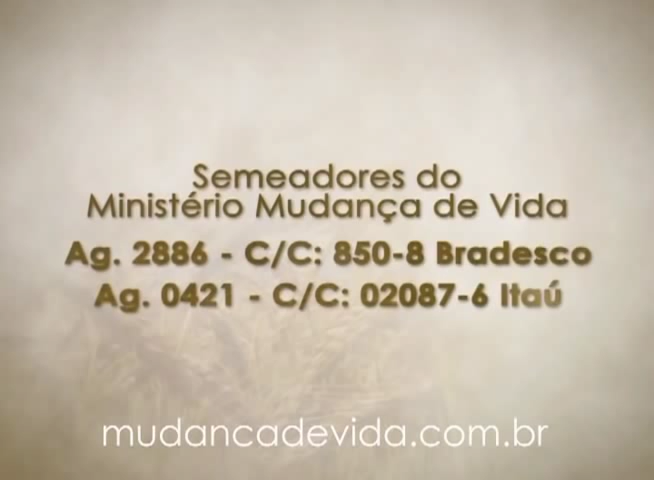 Semeadores do
Ministério Mudança de Vida
Ag. 2886 - C/C: 850-8 Bradesco
Ag. 0421 - C/C: 02087-6 Itaú
mudancadevida.com.br